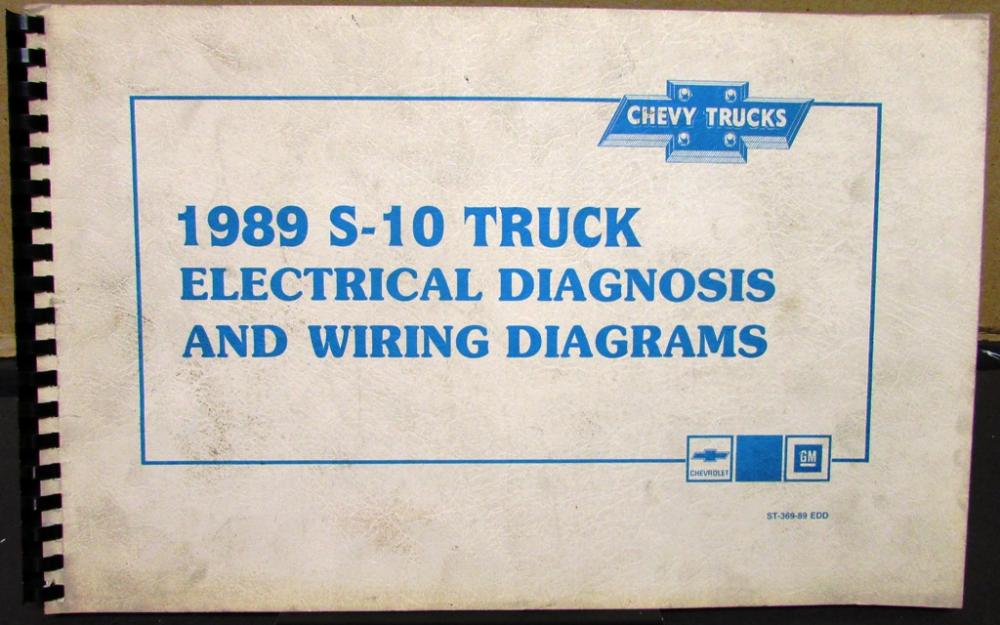 CHEVY TRUCKS
1989 S-10 TRUCK
ELECTRICAL DIAGNOSIS
AND WIRING DIAGRAMS
CHEVROLET
GM
ST-369-89 EDD